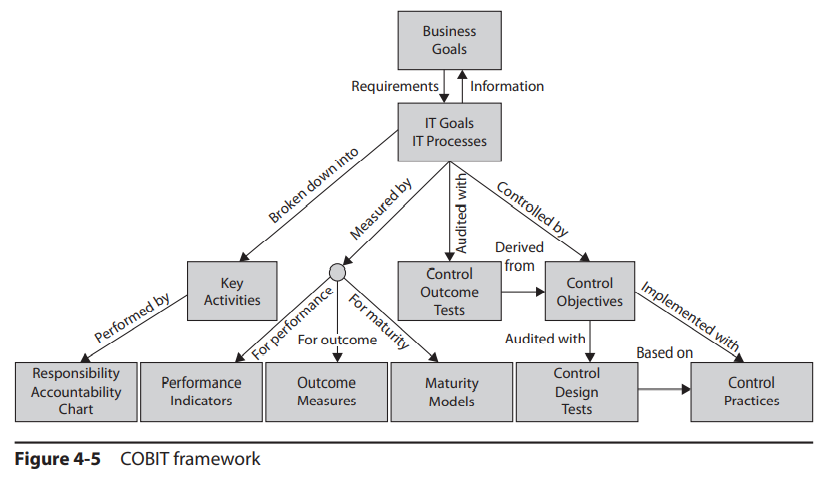 Business
Goals
Requirements
Information
IT Goals
IT Processes
Broken down into
Measured by
Audited with
Controlled by
Derived
from
Key
Activities
Control
Outcome
Tests
Control
Objectives
Performed by
For performance
For outcome
For maturity
Audited with
Implemented with
Based on
Responsibility
Accountability
Chart
Performance
Indicators
Outcome
Measures
Maturity
Models
Control
Design
Tests
Control
Practices
Figure 4-5 COBIT framework